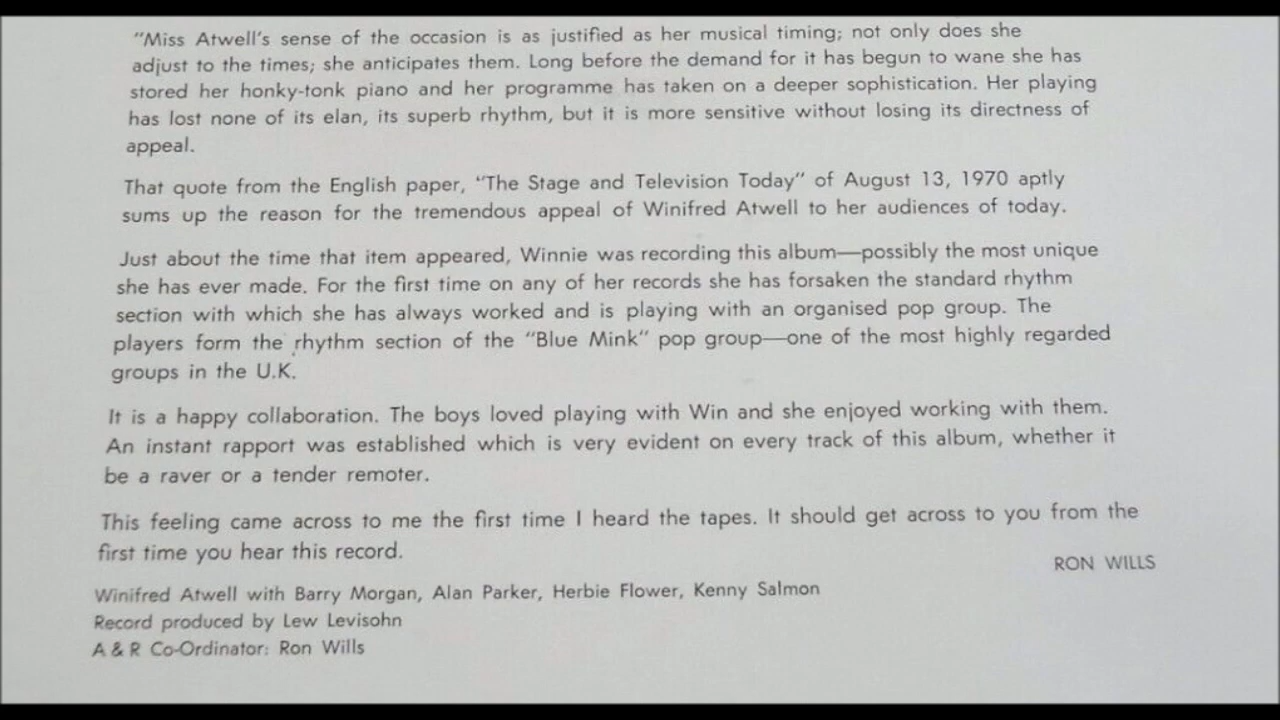 "Miss Atwell's sense of the occasion is as justified as her musical timing; not only does she
adjust to the times; she anticipates them. Long before the demand for it has begun to wane she has
stored her honky-tonk piano and her programme has taken on a deeper sophistication. Her playing
has lost none of its elan, its superb rhythm, but it is more sensitive without losing its directness of
appeal.
That quote from the English paper, "The Stage and Television Today" of August 13, 1970 aptly
sums up the reason for the tremendous appeal of Winifred Atwell to her audiences of today.
Just about the time that item appeared, Winnie was recording this album—possibly the most unique
she has ever made. For the first time on any of her records she has forsaken the standard rhythm
section with which she has always worked and is playing with an organised pop group. The
players form the rhythm section of the "Blue Mink" pop group—one of the most highly regarded
groups in the U.K.
It is a happy collaboration. The boys loved playing with Win and she enjoyed working with them.
An instant rapport was established which is very evident on every track of this album, whether it
be a raver or a tender remoter.
This feeling came across to me the first time I heard the tapes. It should get across to you from the
first time you hear this record.
RON WILLS
Winifred Atwell with Barry Morgan, Alan Parker, Herbie Flower, Kenny Salmon
Record produced by Lew Levisohn
A & R Co-Ordinator: Ron Wills